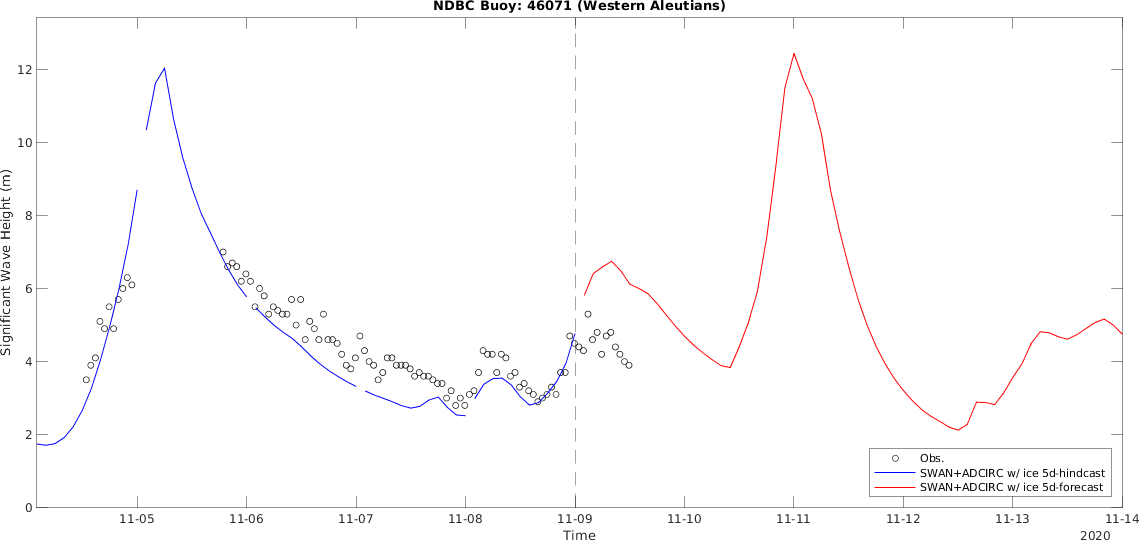 NDBC Buoy: 46071 (Western Aleutians)
Significant Wave Height (m)
12
10
8
6
4
2
0
Obs.
SWAN+ADCIRC w/ ice 5d-hindcast
SWAN+ADCIRC w/ ice 5d-forecast
11-05 11-06 11-07 11-08 11-09 11-10 11-11 11-12 11-13 11-14
Time
2020